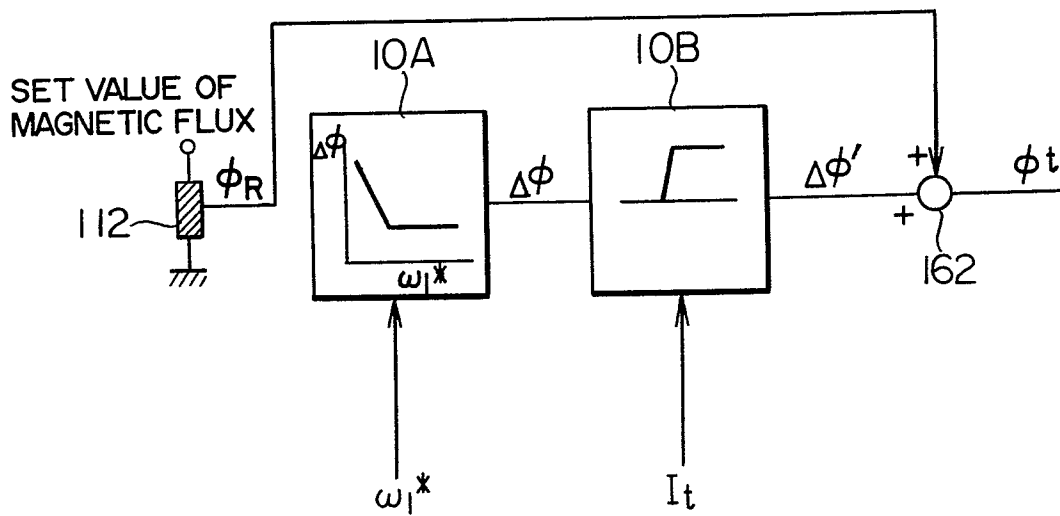 SET VALUE OF
MAGNETIC FLUX
ϕR
112
10A
Δϕ
ω1*
Δϕ
10B
Δϕ′
+
+
ϕt
162
ω1*
It